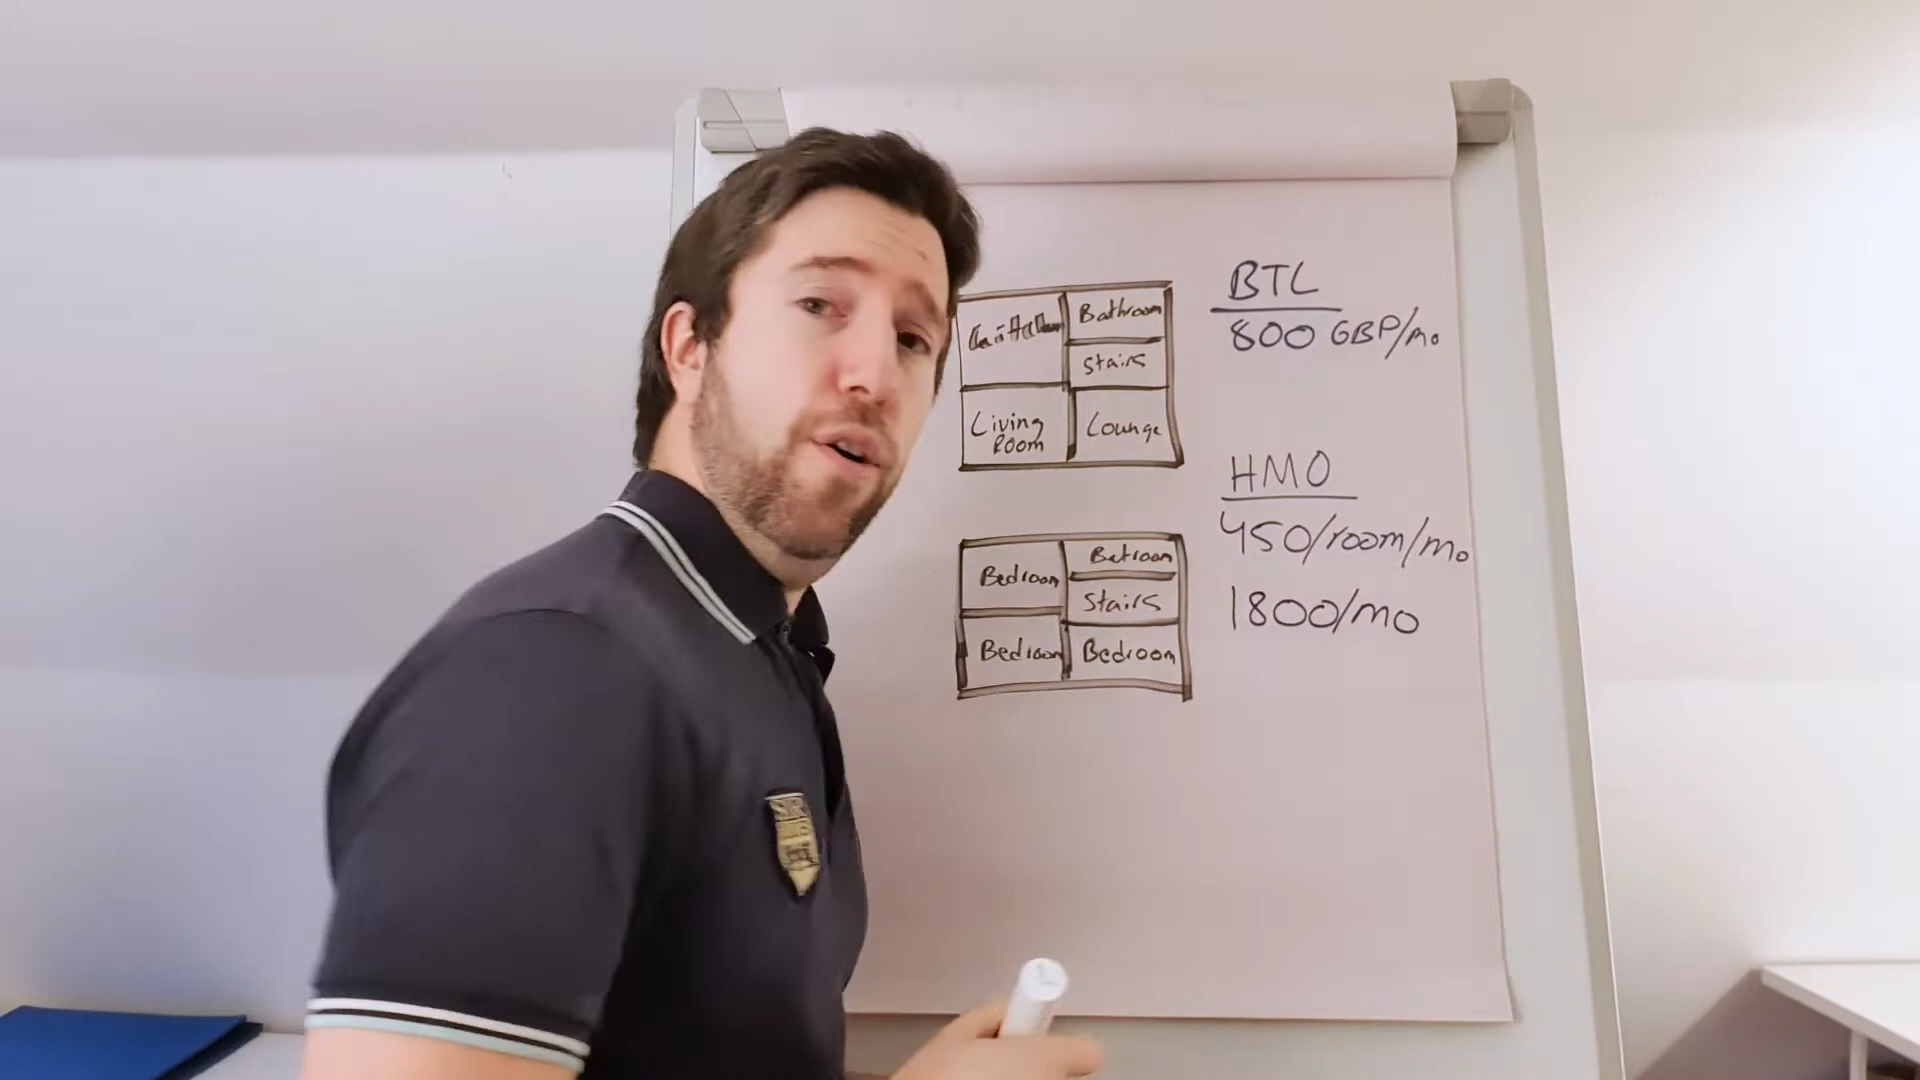 Bathroom
Stairs
Living
Room
Lounge
BTL
800 GBP/mo
Bedroom
Batroom
Stairs
Bedroom
Bedroom
HMO
450/room/mo
1800/mo